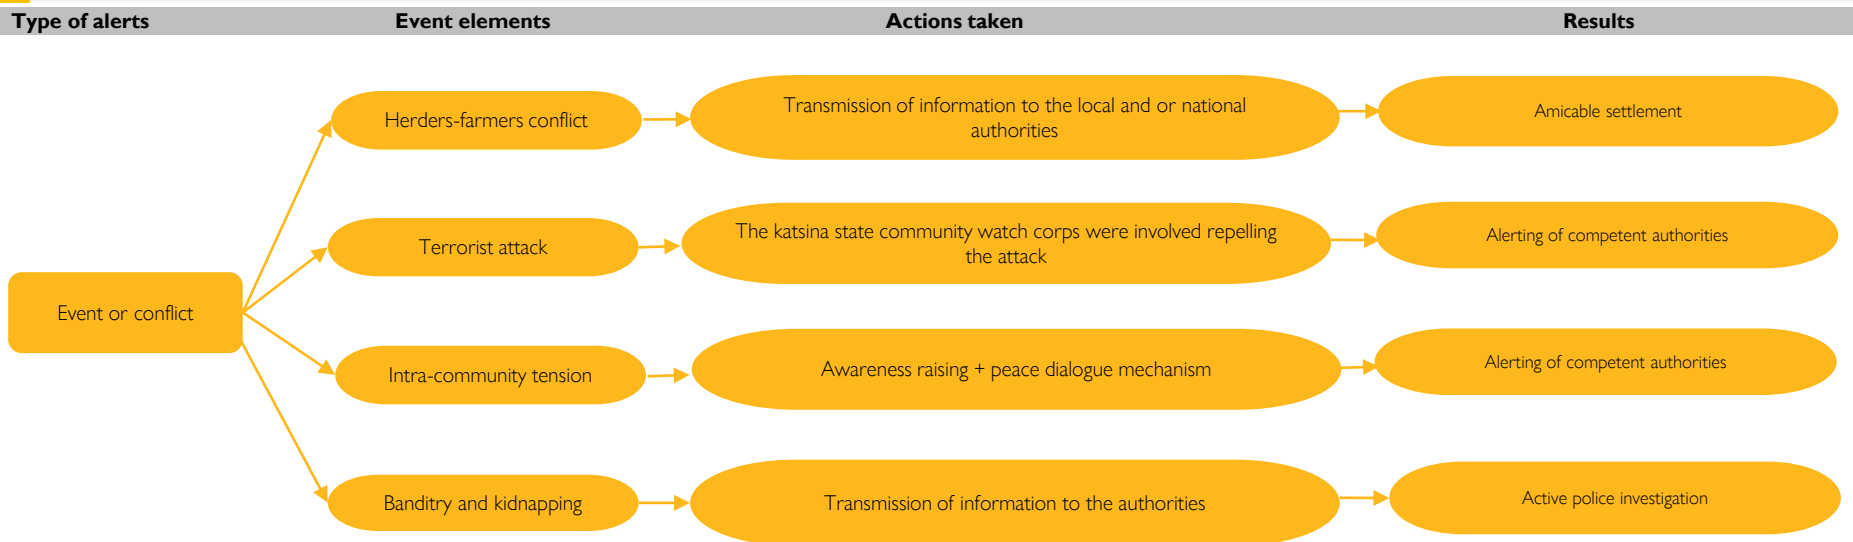 Type of alerts
Event elements
Actions taken
Results
Herders-farmers conflict
Transmission of information to the local and or national
authorities
Amicable settlement
Terrorist attack
The katsina state community watch corps were involved repelling
the attack
Alerting of competent authorities
Event or conflict
Intra-community tension
Awareness raising + peace dialogue mechanism
Alerting of competent authorities
Banditry and kidnapping
Transmission of information to the authorities
Active police investigation